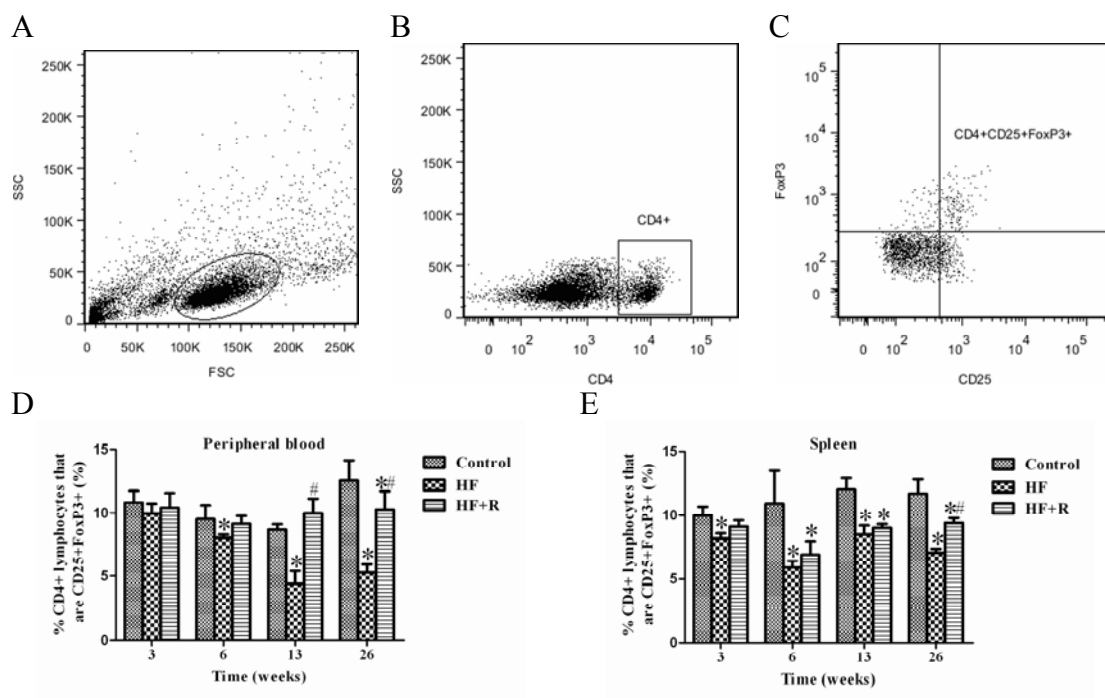 A
B
C
250K
200K
150K
100K
50K
0
SSC
0 50K 100K 150K 200K 250K
FSC
250K
200K
150K
100K
50K
0
SSC
CD4+
0 10^2 10^3 10^4 10^5
CD4
10^5
10^4
10^3
10^2
0
FoxP3
CD4+CD25+FoxP3+
0 10^2 10^3 10^4 10^5
CD25
D
Peripheral blood
% CD4+ lymphocytes that
are CD25+FoxP3+ (%)
15
10
5
0
* # *# * *
Control
HF
HF+R
3 6 13 26
Time (weeks)
E
Spleen
% CD4+ lymphocytes that
are CD25+FoxP3+ (%)
15
10
5
0
* * * * * * *#
Control
HF
HF+R
3 6 13 26
Time (weeks)